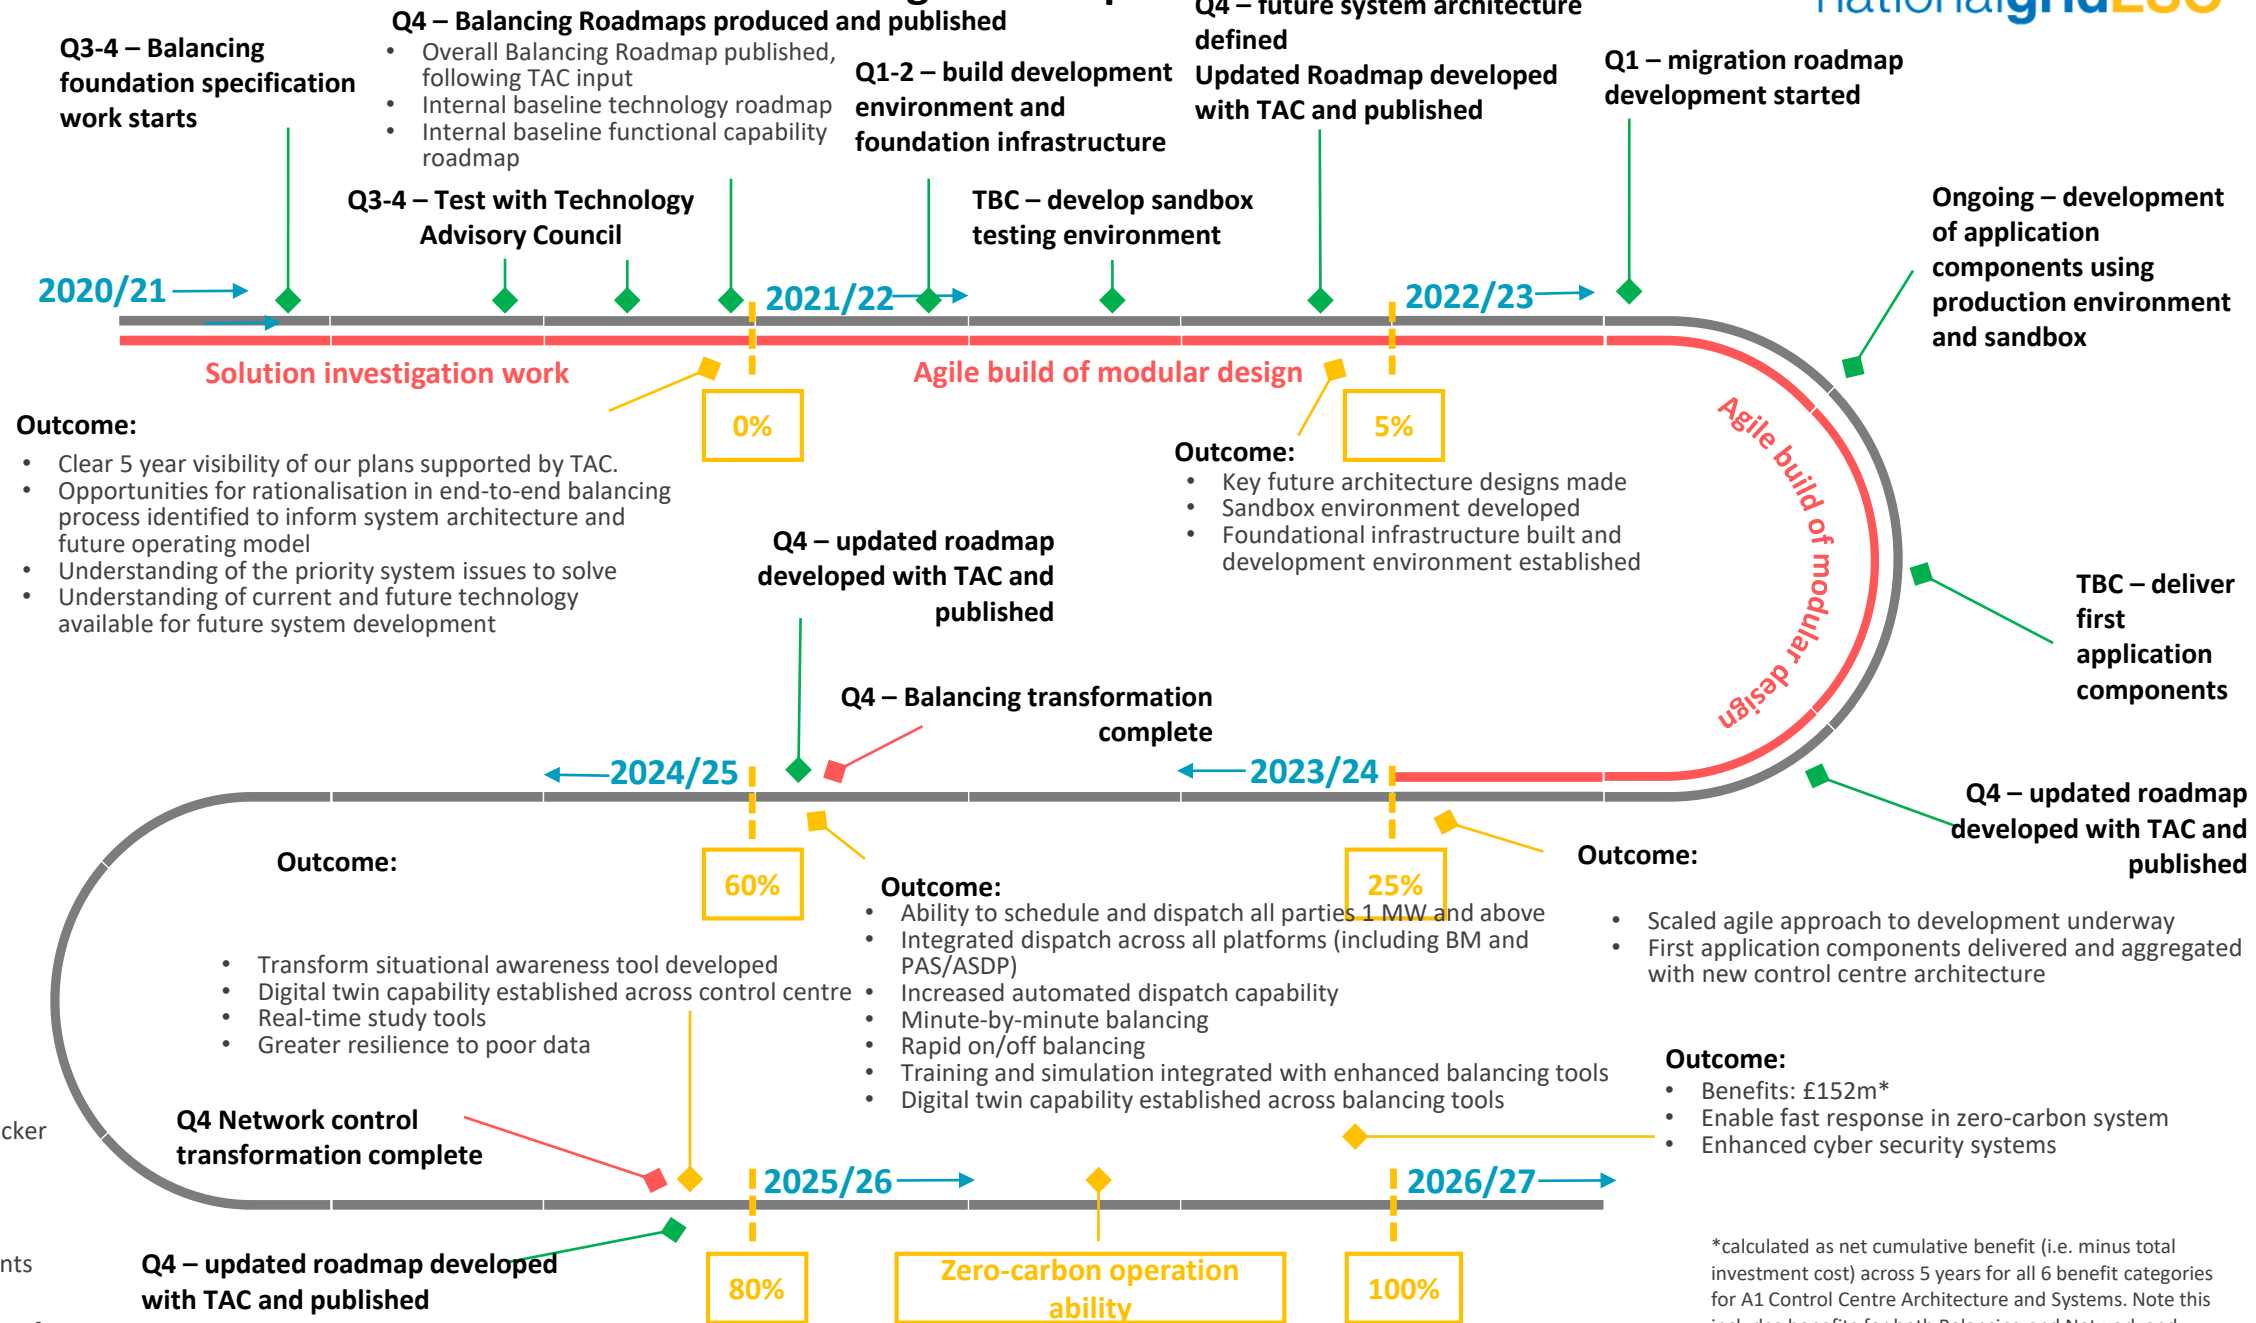 nationalgridESO
Q4 – Balancing Roadmaps produced and published
• Overall Balancing Roadmap published,
following TAC input
• Internal baseline technology roadmap
• Internal baseline functional capability
roadmap
Q3-4 – Balancing
foundation specification
work starts
Q4 – future system architecture
defined
Updated Roadmap developed
with TAC and published
Q1-2 – build development
environment and
foundation infrastructure
Q1 – migration roadmap
development started
Q3-4 – Test with Technology
Advisory Council
TBC – develop sandbox
testing environment
Ongoing – development
of application
components using
production environment
and sandbox
2020/21
2021/22
2022/23
Solution investigation work
Agile build of modular design
Agile build of modular design
0%
5%
Outcome:
• Clear 5 year visibility of our plans supported by TAC.
• Opportunities for rationalisation in end-to-end balancing
process identified to inform system architecture and
future operating model
• Understanding of the priority system issues to solve
• Understanding of current and future technology
available for future system development
Outcome:
• Key future architecture designs made
• Sandbox environment developed
• Foundational infrastructure built and
development environment established
Q4 – updated roadmap
developed with TAC and
published
TBC – deliver
first
application
components
Q4 – Balancing transformation
complete
2024/25
2023/24
Q4 – updated roadmap
developed with TAC and
published
60%
25%
Outcome:
• Transform situational awareness tool developed
• Digital twin capability established across control centre
• Real-time study tools
• Greater resilience to poor data
Outcome:
• Ability to schedule and dispatch all parties 1 MW and above
• Integrated dispatch across all platforms (including BM and
PAS/ASDP)
• Increased automated dispatch capability
• Minute-by-minute balancing
• Rapid on/off balancing
• Training and simulation integrated with enhanced balancing tools
• Digital twin capability established across balancing tools
Outcome:
• Scaled agile approach to development underway
• First application components delivered and aggregated
with new control centre architecture
Outcome:
• Benefits: £152m*
• Enable fast response in zero-carbon system
• Enhanced cyber security systems
cker
Q4 Network control
transformation complete
2025/26
2026/27
nts
Q4 – updated roadmap developed
with TAC and published
80%
Zero-carbon operation
ability
100%
*calculated as net cumulative benefit (i.e. minus total
investment cost) across 5 years for all 6 benefit categories
for A1 Control Centre Architecture and Systems. Note this
includes benefits for both Balancing and Network and